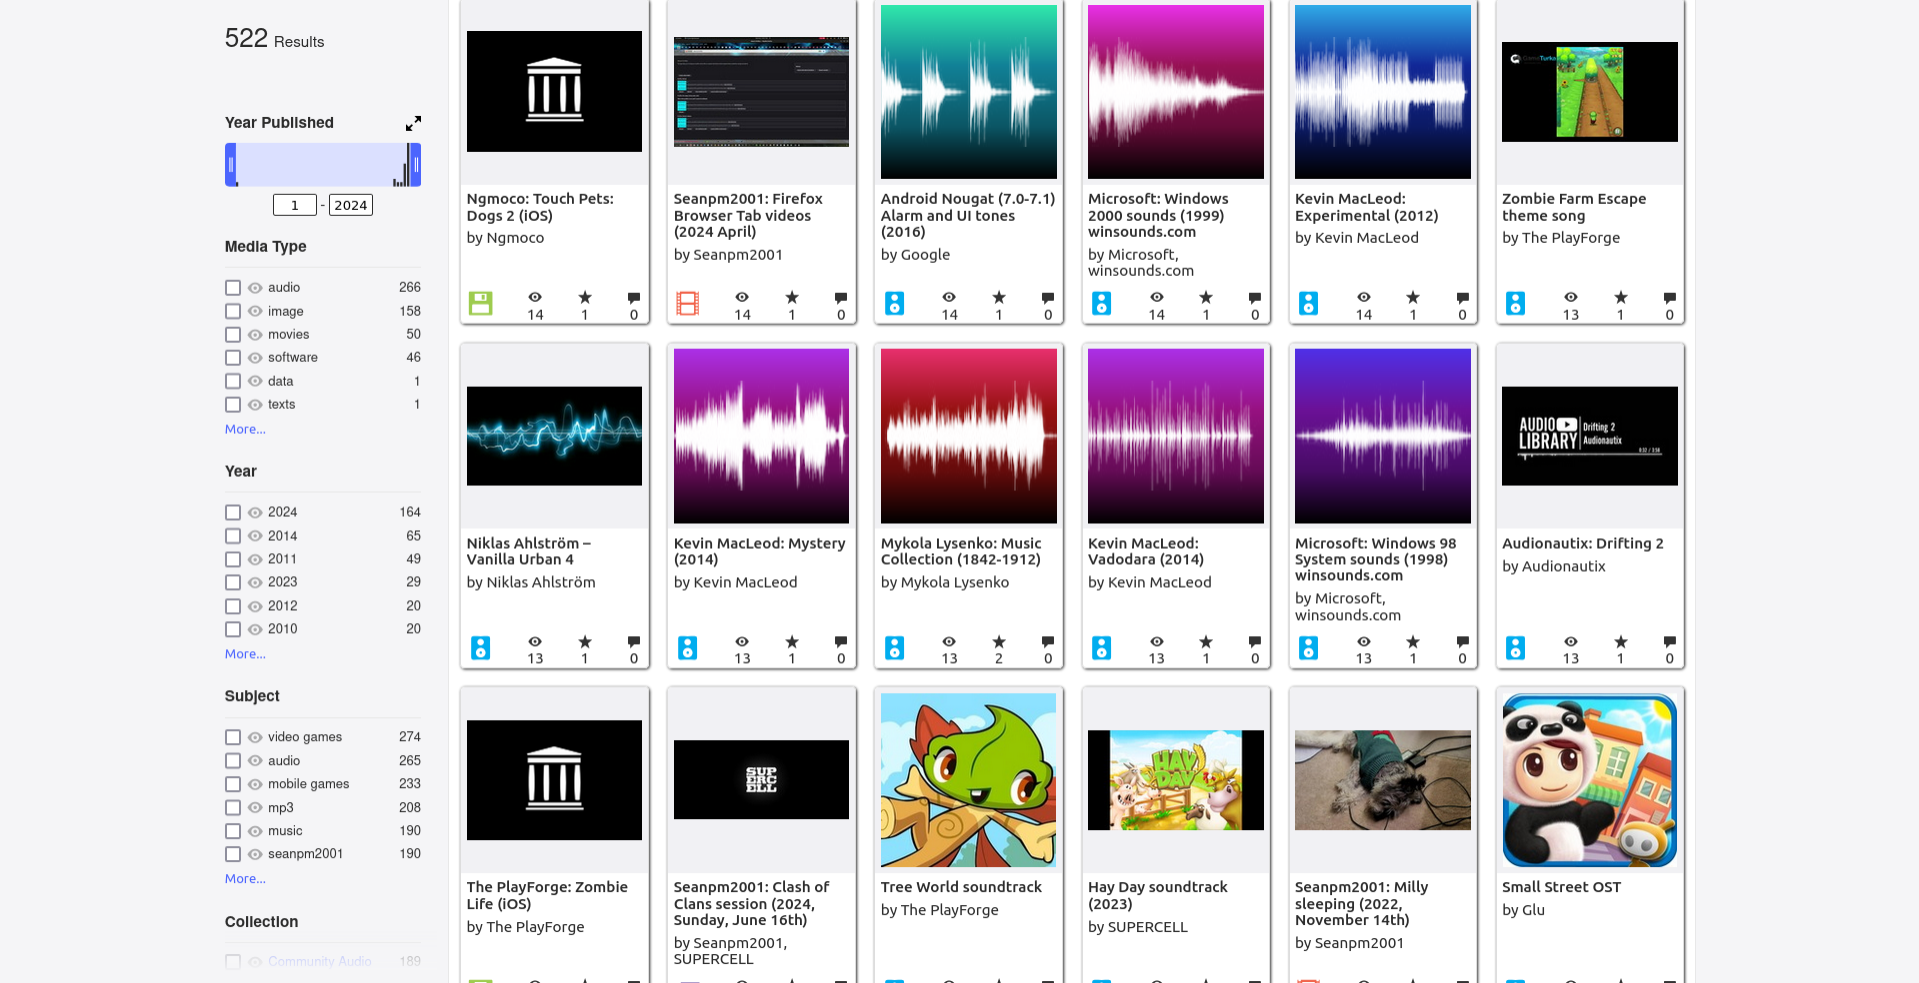 522 Results
Year Published
1 - 2024
Media Type
audio 266
image 158
movies 50
software 46
data 1
texts 1
More...
Year
2024 164
2014 65
2011 49
2023 29
2012 20
2010 20
More...
Subject
video games 274
audio 265
mobile games 233
mp3 208
music 190
seanpm2001 190
More...
Collection
Community Audio 189
Ngmoco: Touch Pets:
Dogs 2 (iOS)
by Ngmoco
14 1 0
Seanpm2001: Firefox
Browser Tab videos
(2024 April)
by Seanpm2001
14 1 0
Android Nougat (7.0-7.1)
Alarm and UI tones
(2016)
by Google
14 1 0
Microsoft: Windows
2000 sounds (1999)
winsounds.com
by Microsoft,
winsounds.com
14 1 0
Kevin MacLeod:
Experimental (2012)
by Kevin MacLeod
14 1 0
Zombie Farm Escape
theme song
by The PlayForge
13 1 0
Niklas Ahlström –
Vanilla Urban 4
by Niklas Ahlström
13 1 0
Kevin MacLeod: Mystery
(2014)
by Kevin MacLeod
13 1 0
Mykola Lysenko: Music
Collection (1842-1912)
by Mykola Lysenko
13 2 0
Kevin MacLeod:
Vadodara (2014)
by Kevin MacLeod
13 1 0
Microsoft: Windows 98
System sounds (1998)
winsounds.com
by Microsoft,
winsounds.com
13 1 0
AUDIO
LIBRARY
Drifting 2
Audionautix
Audionautix: Drifting 2
by Audionautix
13 1 0
The PlayForge: Zombie
Life (iOS)
by The PlayForge
SUP
ERC
ELL
Seanpm2001: Clash of
Clans session (2024,
Sunday, June 16th)
by Seanpm2001,
SUPERCELL
Tree World soundtrack
by The PlayForge
HAY
DAY
Hay Day soundtrack
(2023)
by SUPERCELL
Seanpm2001: Milly
sleeping (2022,
November 14th)
by Seanpm2001
Small Street OST
by Glu